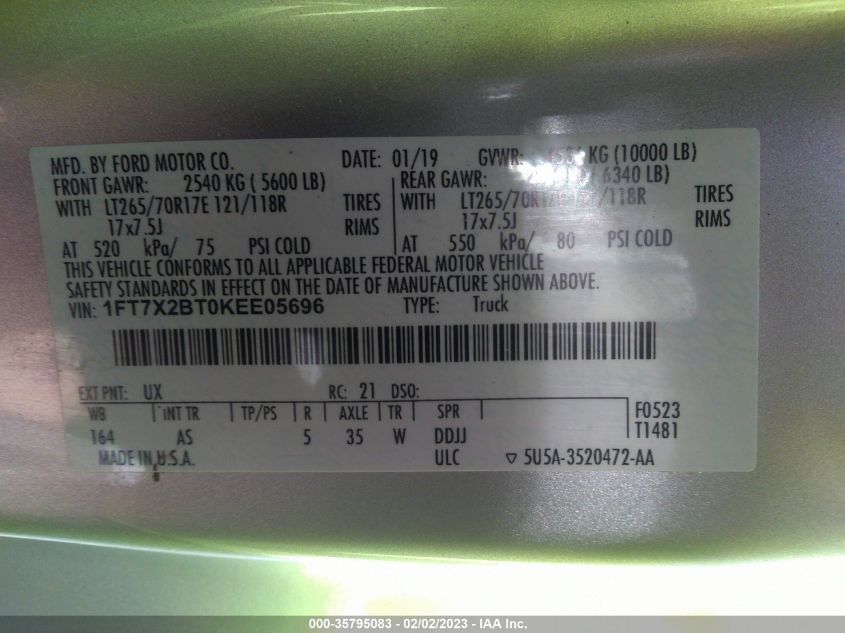 MFD. BY FORD MOTOR CO. DATE: 01/19 GVWR: KG (10000 LB)
FRONT GAWR: 2540 KG ( 5600 LB) REAR GAWR: 6340 LB)
WITH LT265/70R17E 121/118R TIRES WITH LT265/70R17E 121/118R TIRES
17x7.5J RIMS 17x7.5J RIMS
AT 520 kPa/ 75 PSI COLD AT 550 kPa/ 80 PSI COLD
THIS VEHICLE CONFORMS TO ALL APPLICABLE FEDERAL MOTOR VEHICLE
SAFETY STANDARDS IN EFFECT ON THE DATE OF MANUFACTURE SHOWN ABOVE.
VIN: 1FT7X2BT0KEE05696 TYPE: Truck
EXT PNT: UX RC: 21 DSO:
WB INT TR TP/PS R AXLE TR SPR F0523
164 AS 5 35 W DDJJ T1481
MADE IN U.S.A. ULC ▽ 5U5A-3520472-AA
000-35795083 - 02/02/2023 - IAA Inc.